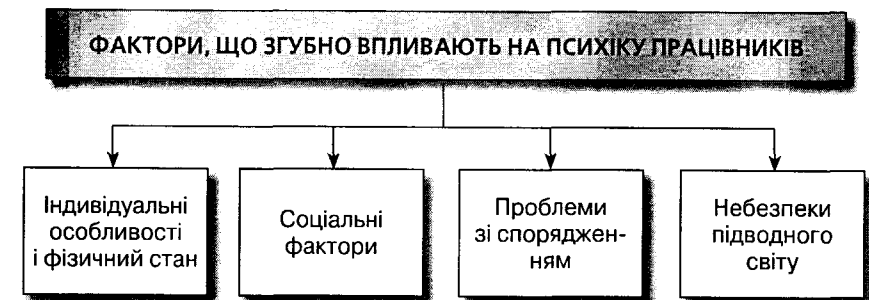 ФАКТОРИ, ЩО ЗГУБНО ВПЛИВАЮТЬ НА ПСИХІКУ ПРАЦІВНИКІВ
Індивідуальні
особливості
і фізичний стан
Соціальні
фактори
Проблеми
зі споряджен-
ням
Небезпеки
підводного
світу